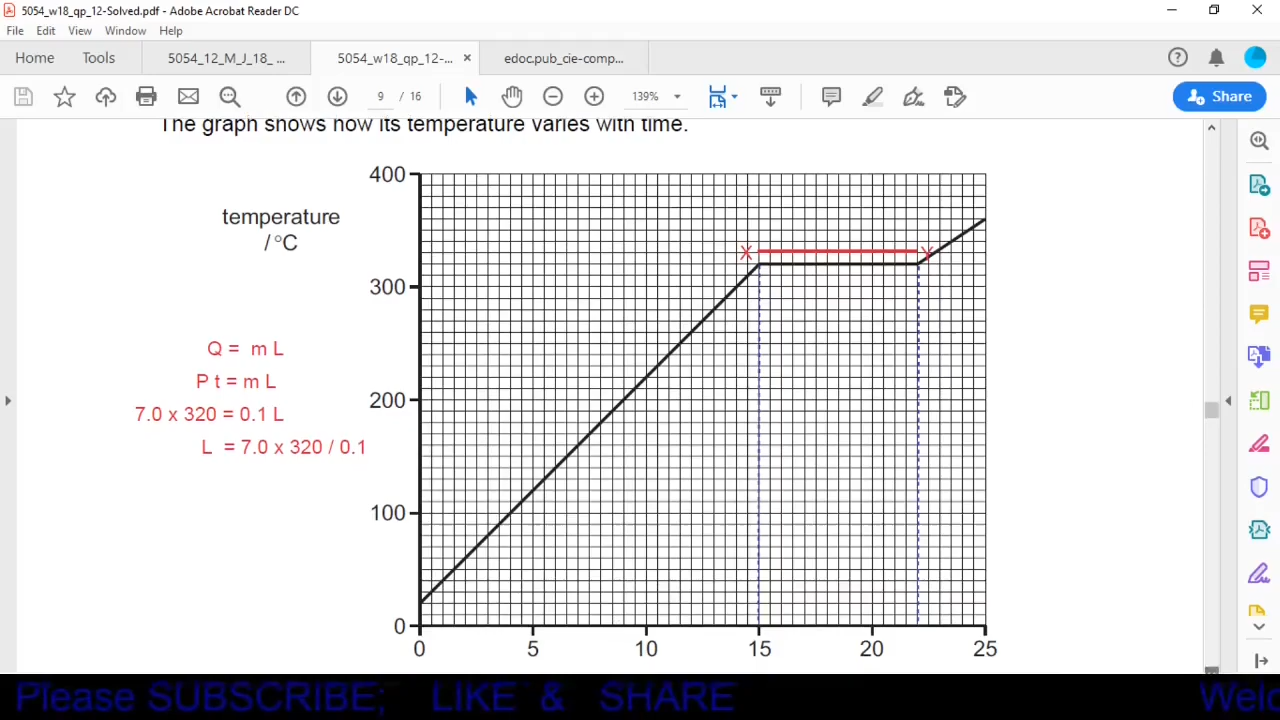 5054_w18_qp_12-Solved.pdf - Adobe Acrobat Reader DC
File Edit View Window Help
Home Tools 5054_12_M_J_18_ ... 5054_w18_qp_12-... × edoc.pub_cie-comp...
9 / 16 139% Share
The graph shows how its temperature varies with time.
400
temperature
/ °C
300
Q = m L
P t = m L
200
7.0 x 320 = 0.1 L
L = 7.0 x 320 / 0.1
100
0
0 5 10 15 20 25
Please SUBSCRIBE; LIKE & SHARE Welc